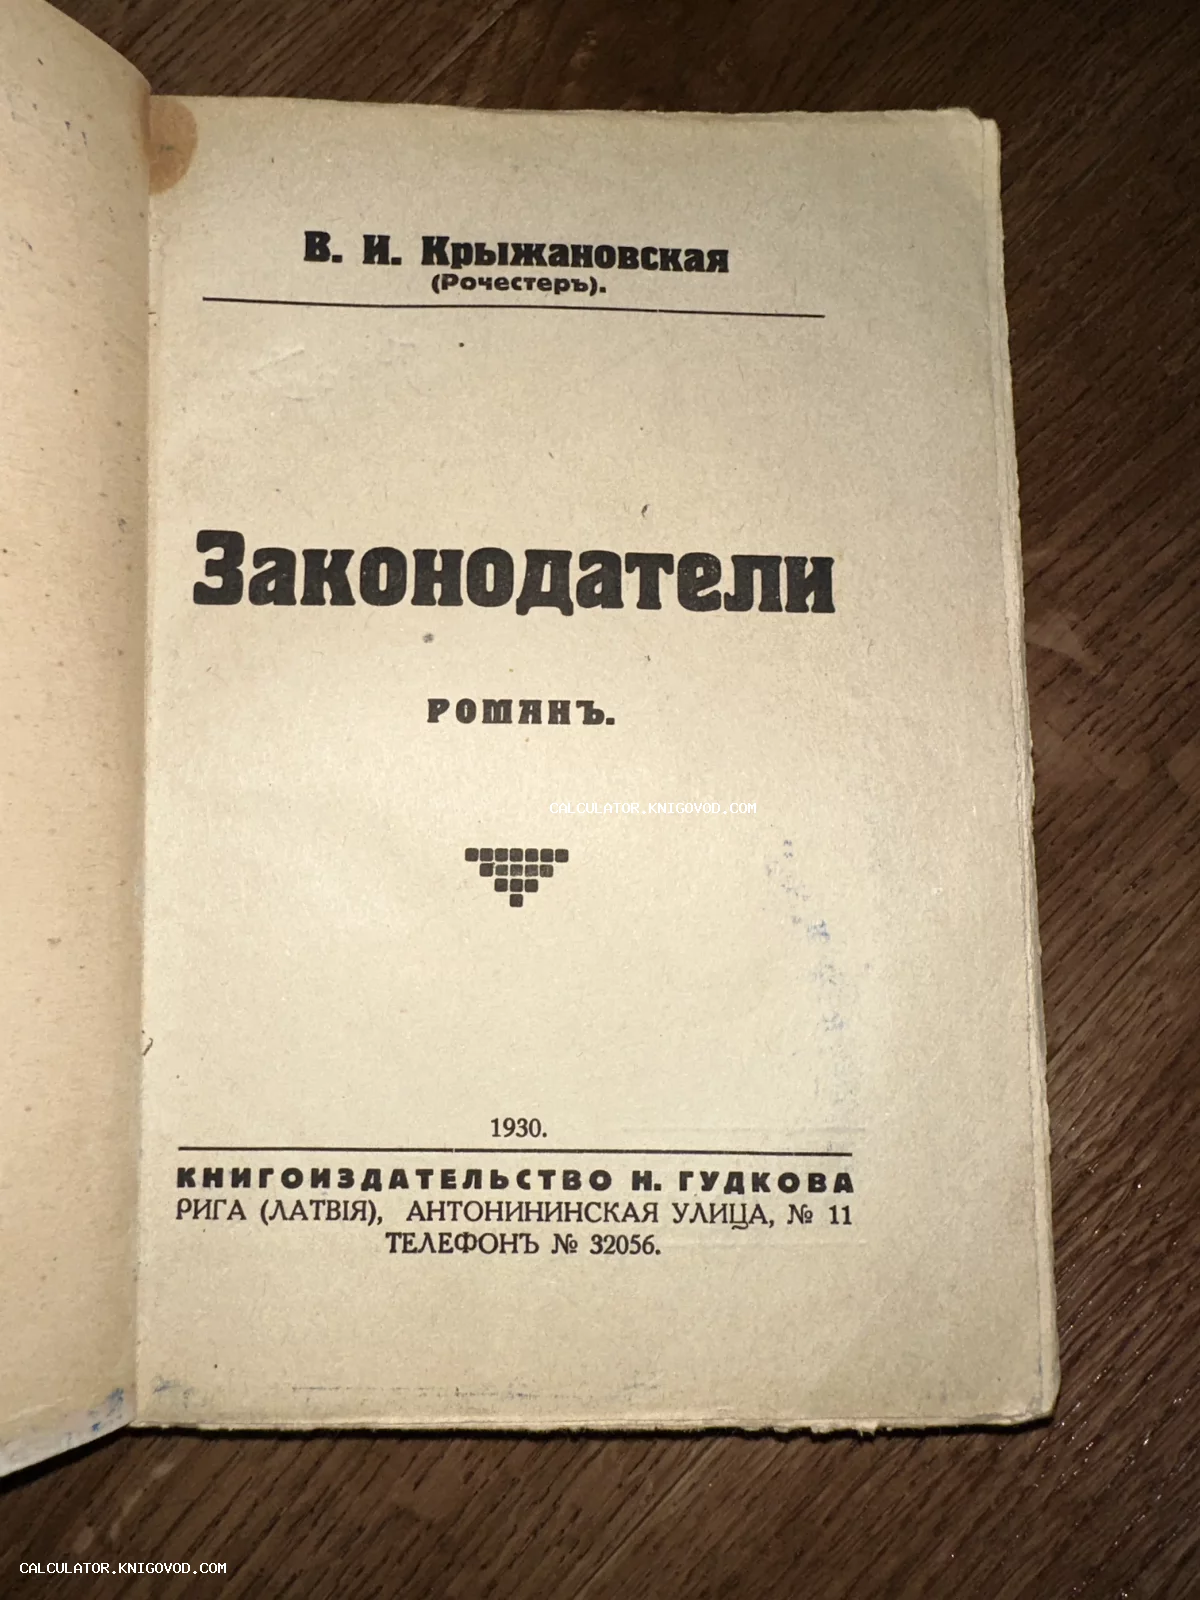 В. И. Крыжановская
(Рочестеръ).
Законодатели
РОМАНЪ.
CALCULATOR.KNIGOVOD.COM
1930.
КНИГОИЗДАТЕЛЬСТВО Н. ГУДКОВА
РИГА (ЛАТВІЯ), АНТОНИНИНСКАЯ УЛИЦА, № 11
ТЕЛЕФОНЪ № 32056.
CALCULATOR.KNIGOVOD.COM